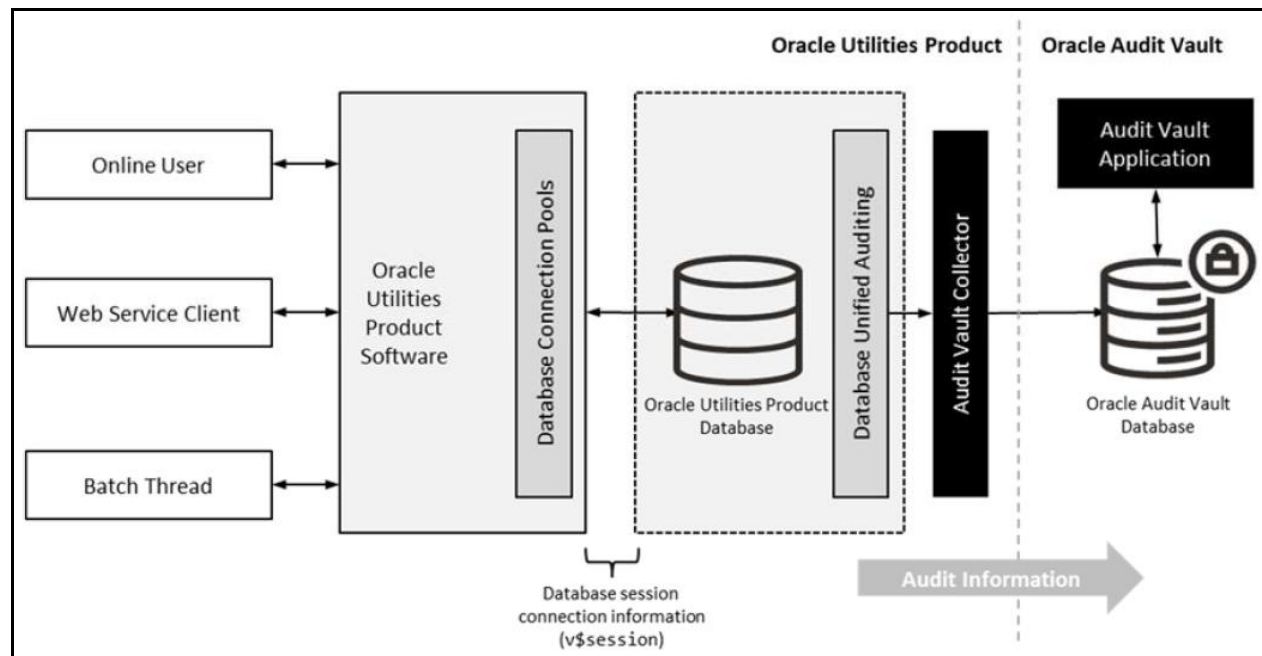 Oracle Utilities Product
Oracle Audit Vault
Online User
Web Service Client
Batch Thread
Oracle
Utilities
Product
Software
Database Connection Pools
Oracle Utilities Product
Database
Database Unified Auditing
Audit Vault Collector
Audit Vault
Application
Oracle Audit Vault
Database
Database session
connection information
(v$session)
Audit Information